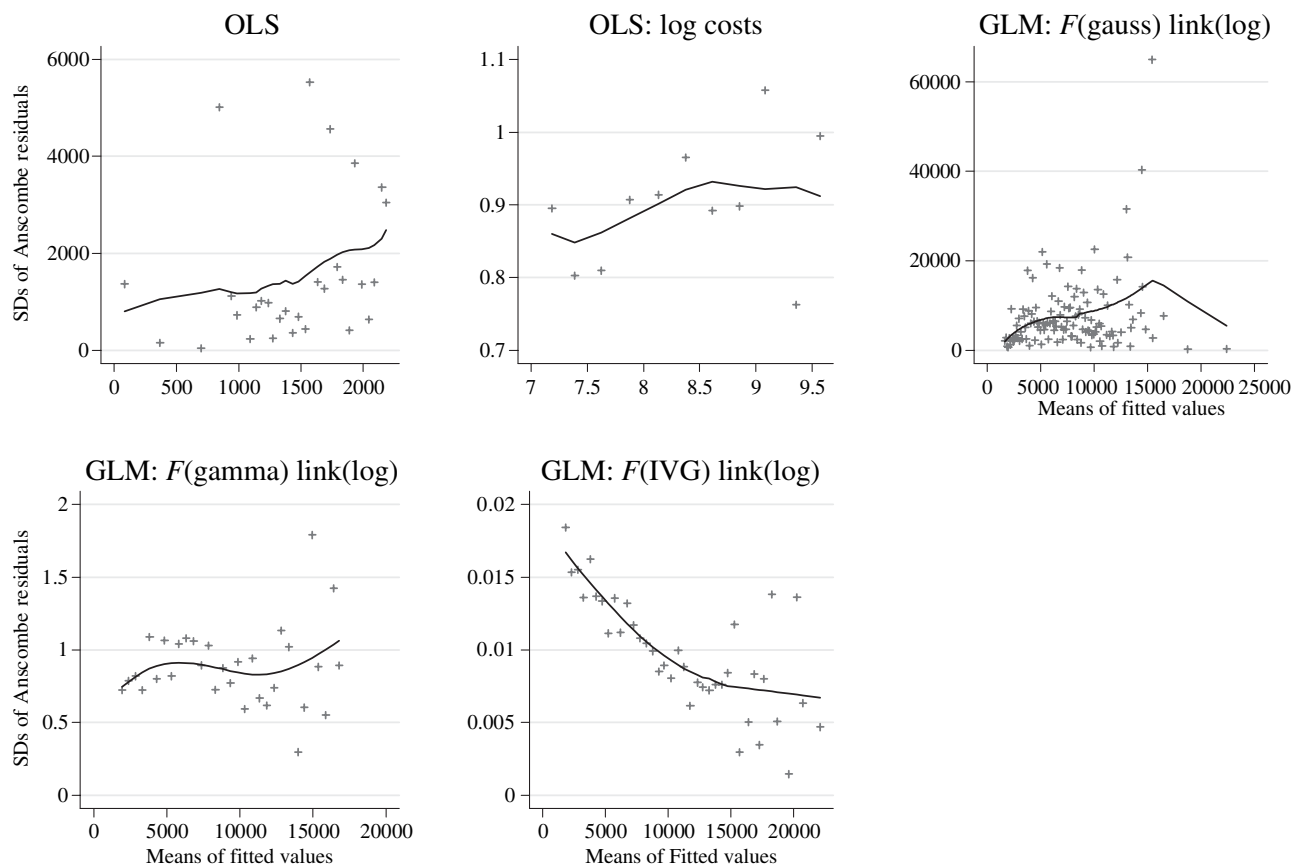 OLS
OLS: log costs
GLM: F(gauss) link(log)
SDs of Anscombe residuals
6000
4000
2000
0
0 500 1000 1500 2000
1.1
1
0.9
0.8
0.7
7 7.5 8 8.5 9 9.5
60000
40000
20000
0
0 5000 10000 15000 20000 25000
Means of fitted values
GLM: F(gamma) link(log)
GLM: F(IVG) link(log)
SDs of Anscombe residuals
2
1.5
1
0.5
0
0 5000 10000 15000 20000
Means of fitted values
0.02
0.015
0.01
0.005
0
0 5000 10000 15000 20000
Means of Fitted values